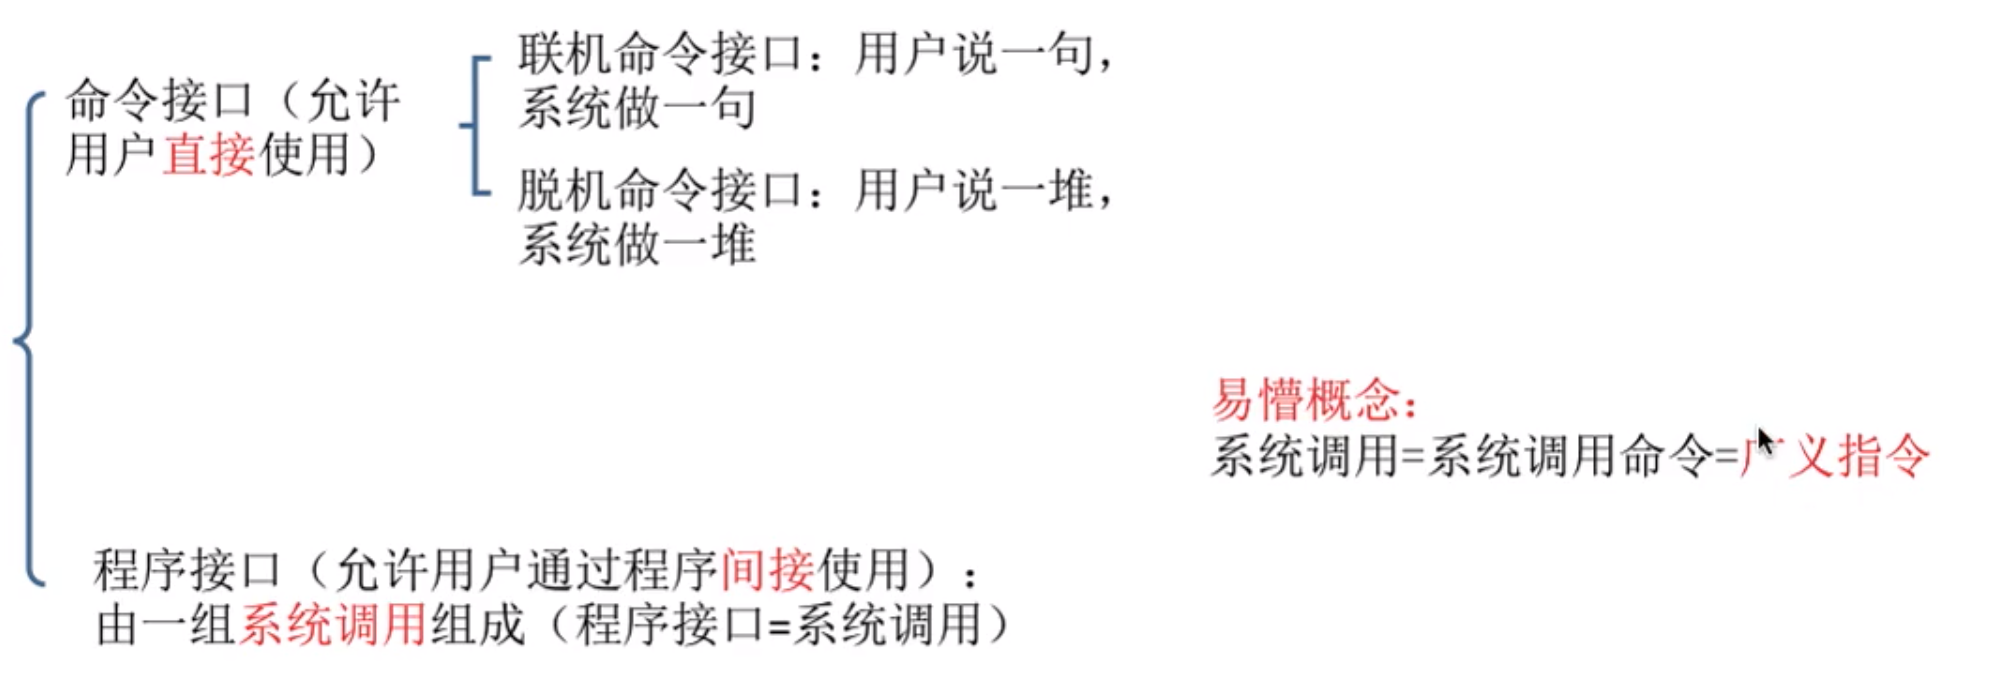 命令接口（允许
用户直接使用）
联机命令接口：用户说一句，
系统做一句
脱机命令接口：用户说一堆，
系统做一堆
易懵概念：
系统调用=系统调用命令=广义指令
程序接口（允许用户通过程序间接使用）：
由一组系统调用组成（程序接口=系统调用）